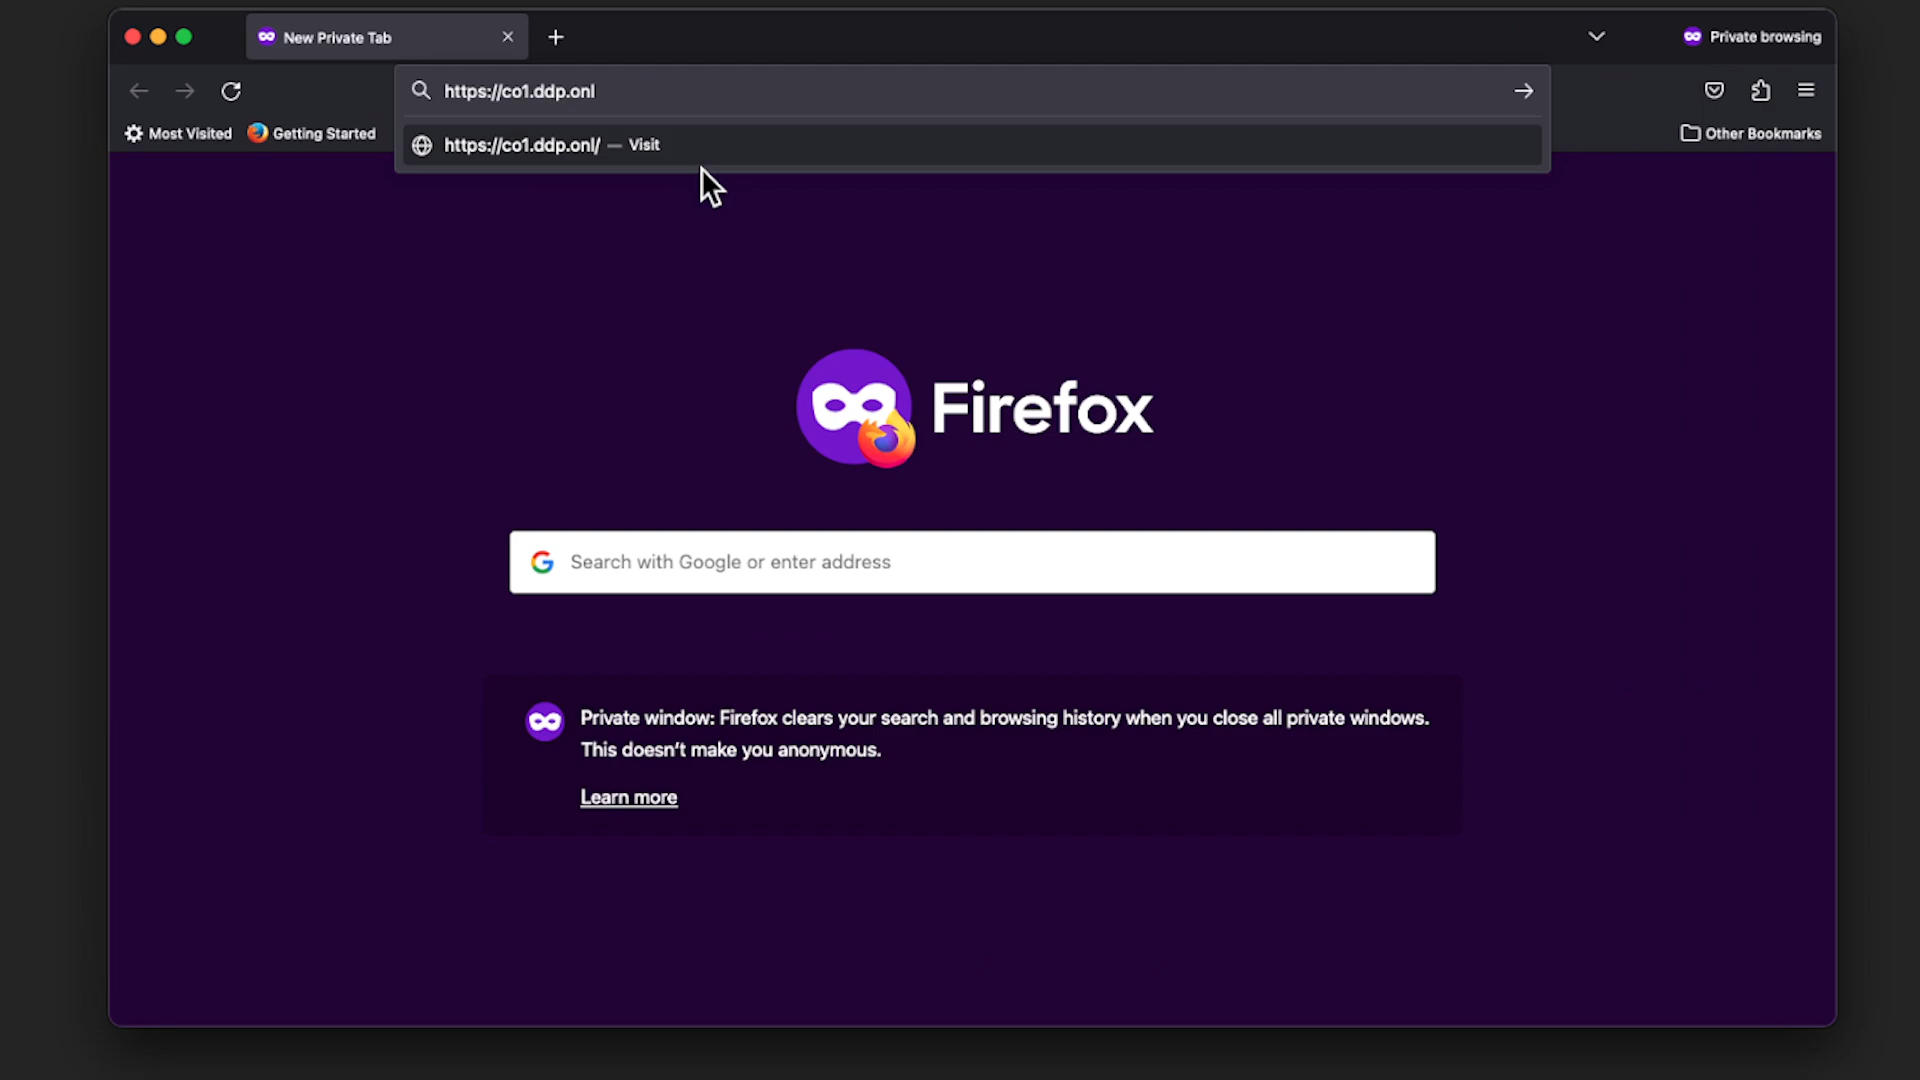 New Private Tab
Private browsing
https://co1.ddp.onl
Most Visited
Getting Started
https://co1.ddp.onl/ — Visit
Other Bookmarks
Firefox
Search with Google or enter address
Private window: Firefox clears your search and browsing history when you close all private windows.
This doesn't make you anonymous.
Learn more